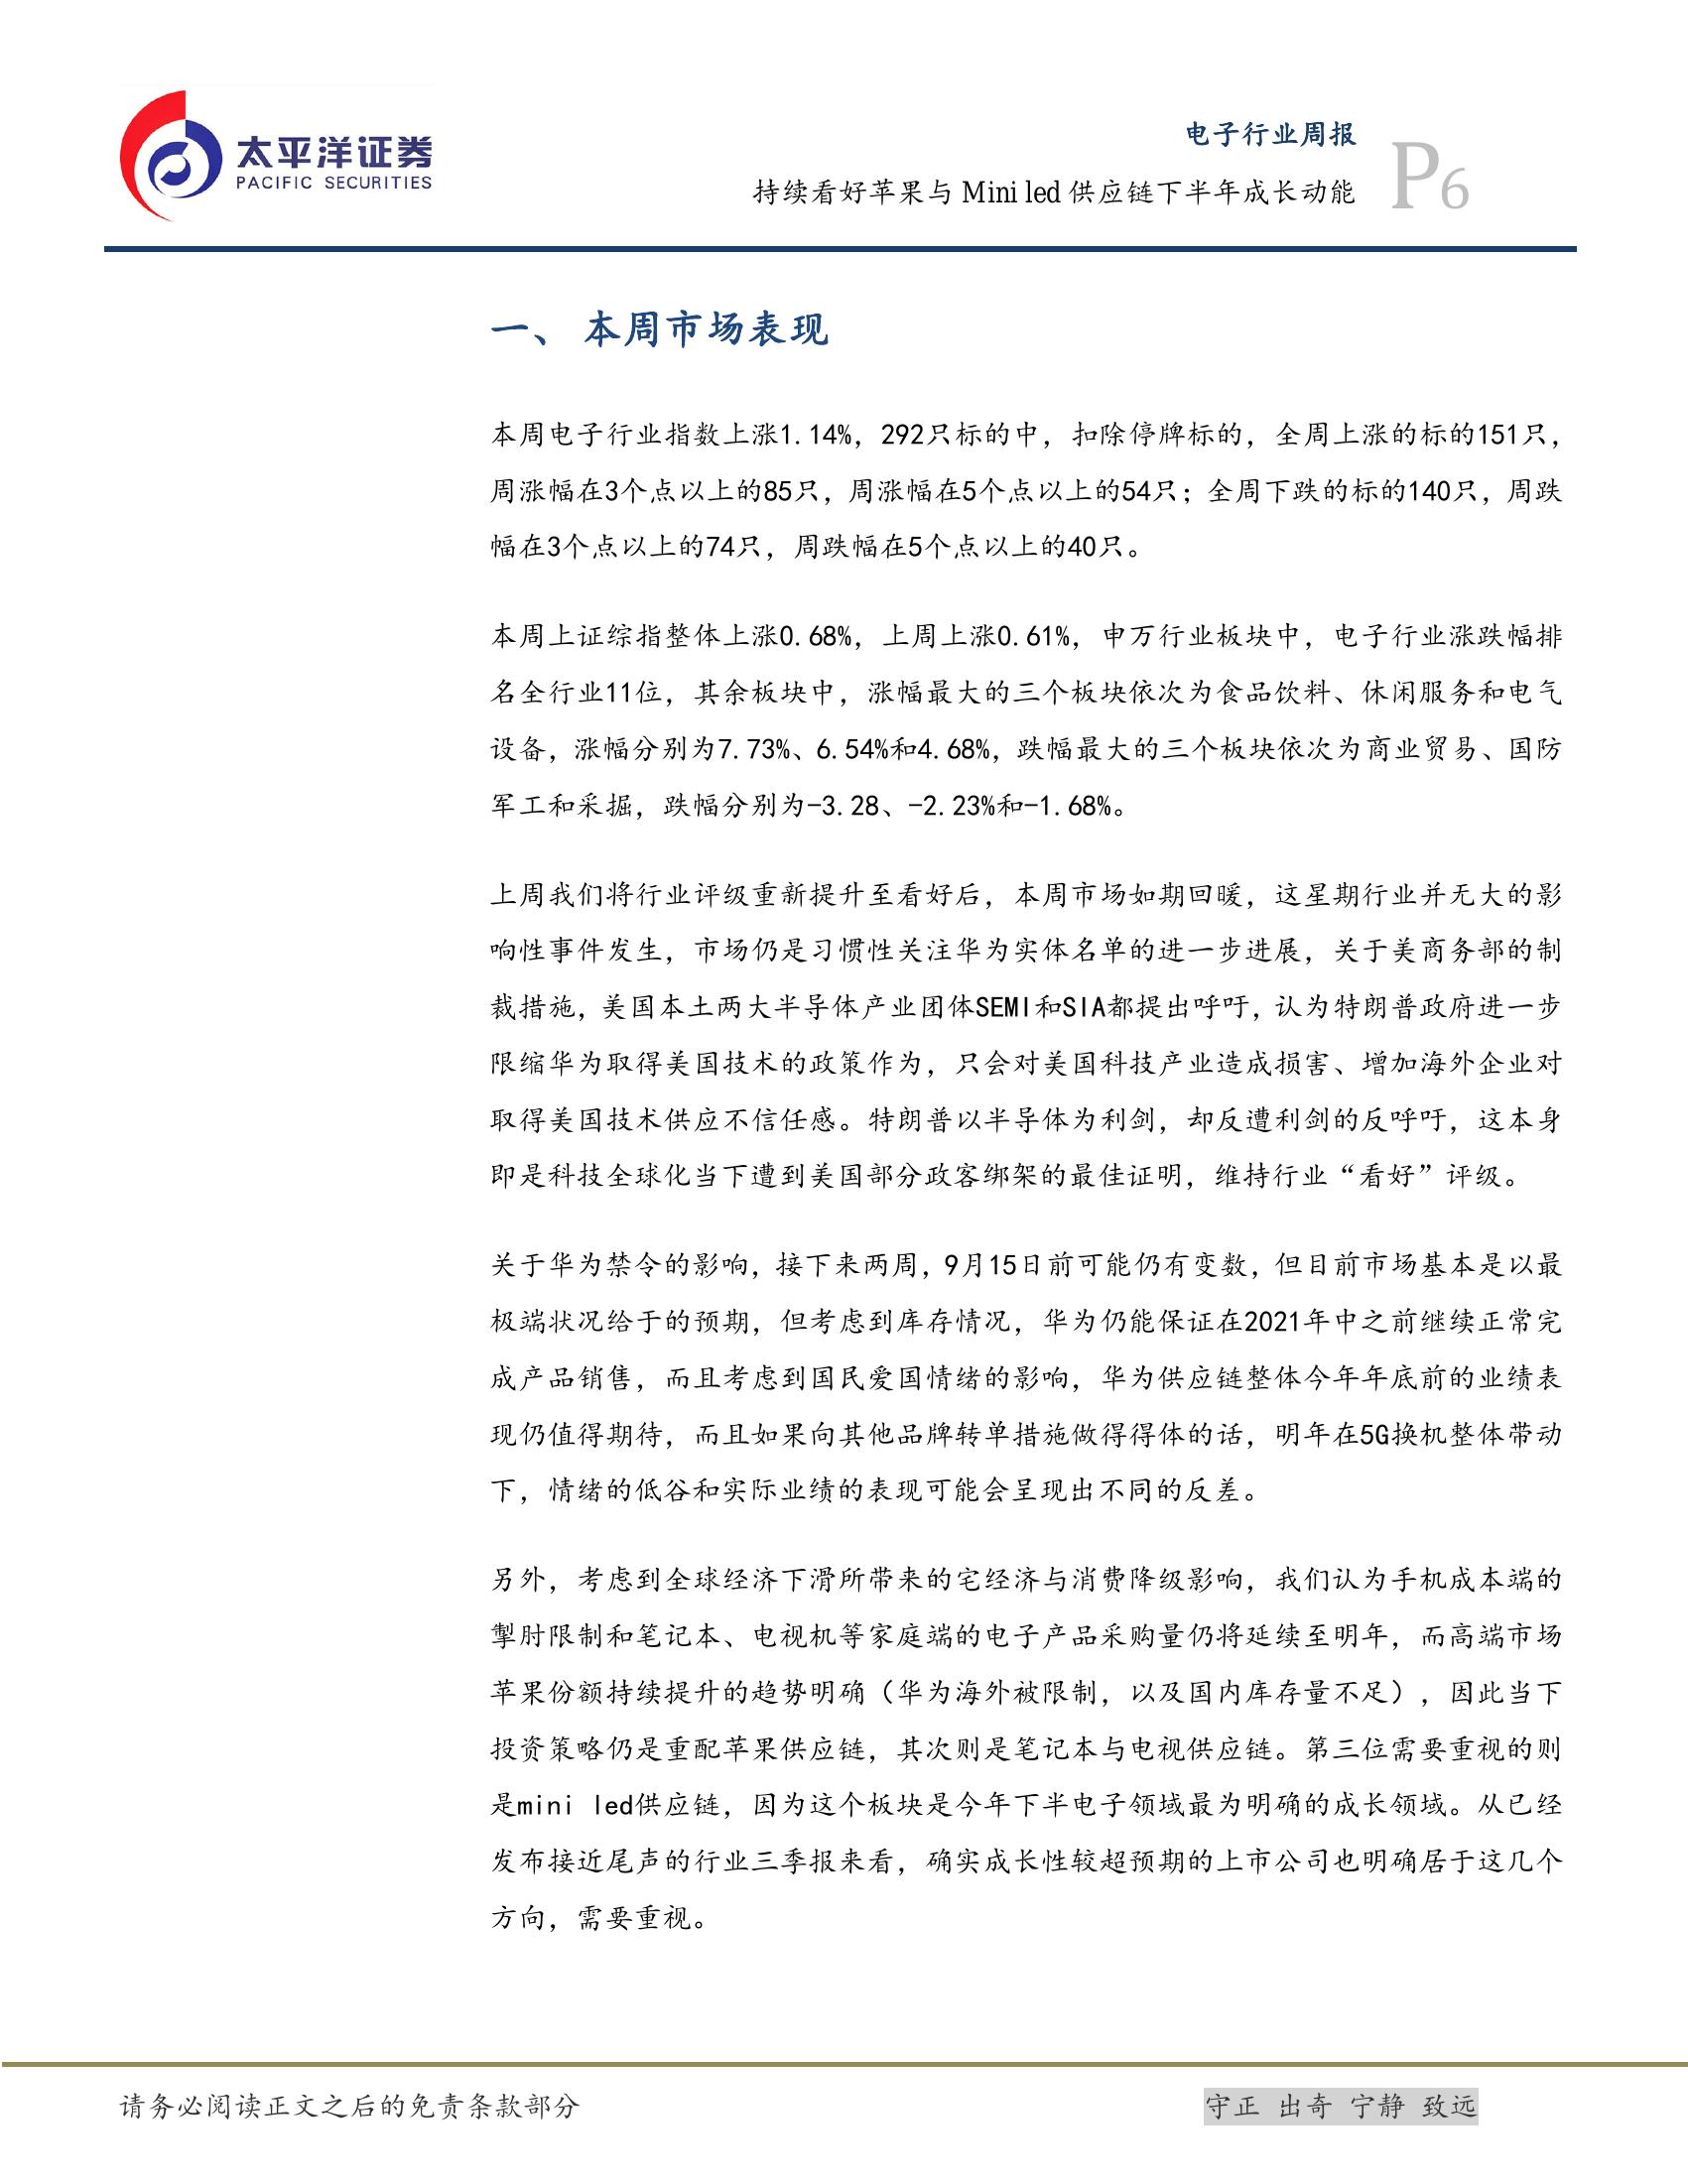 太平洋证券
PACIFIC SECURITIES
电子行业周报
持续看好苹果与 Mini led 供应链下半年成长动能
P6
一、 本周市场表现
本周电子行业指数上涨1.14%，292只标的中，扣除停牌标的，全周上涨的标的151只，
周涨幅在3个点以上的85只，周涨幅在5个点以上的54只；全周下跌的标的140只，周跌
幅在3个点以上的74只，周跌幅在5个点以上的40只。
本周上证综指整体上涨0.68%，上周上涨0.61%，申万行业板块中，电子行业涨跌幅排
名全行业11位，其余板块中，涨幅最大的三个板块依次为食品饮料、休闲服务和电气
设备，涨幅分别为7.73%、6.54%和4.68%，跌幅最大的三个板块依次为商业贸易、国防
军工和采掘，跌幅分别为-3.28、-2.23%和-1.68%。
上周我们将行业评级重新提升至看好后，本周市场如期回暖，这星期行业并无大的影
响性事件发生，市场仍是习惯性关注华为实体名单的进一步进展，关于美商务部的制
裁措施，美国本土两大半导体产业团体SEMI和SIA都提出呼吁，认为特朗普政府进一步
限缩华为取得美国技术的政策作为，只会对美国科技产业造成损害、增加海外企业对
取得美国技术供应不信任感。特朗普以半导体为利剑，却反遭利剑的反呼吁，这本身
即是科技全球化当下遭到美国部分政客绑架的最佳证明，维持行业“看好”评级。
关于华为禁令的影响，接下来两周，9月15日前可能仍有变数，但目前市场基本是以最
极端状况给于的预期，但考虑到库存情况，华为仍能保证在2021年中之前继续正常完
成产品销售，而且考虑到国民爱国情绪的影响，华为供应链整体今年年底前的业绩表
现仍值得期待，而且如果向其他品牌转单措施做得得体的话，明年在5G换机整体带动
下，情绪的低谷和实际业绩的表现可能会呈现出不同的反差。
另外，考虑到全球经济下滑所带来的宅经济与消费降级影响，我们认为手机成本端的
掣肘限制和笔记本、电视机等家庭端的电子产品采购量仍将延续至明年，而高端市场
苹果份额持续提升的趋势明确（华为海外被限制，以及国内库存量不足），因此当下
投资策略仍是重配苹果供应链，其次则是笔记本与电视供应链。第三位需要重视的则
是mini led供应链，因为这个板块是今年下半电子领域最为明确的成长领域。从已经
发布接近尾声的行业三季报来看，确实成长性较超预期的上市公司也明确居于这几个
方向，需要重视。
请务必阅读正文之后的免责条款部分
守正 出奇 宁静 致远